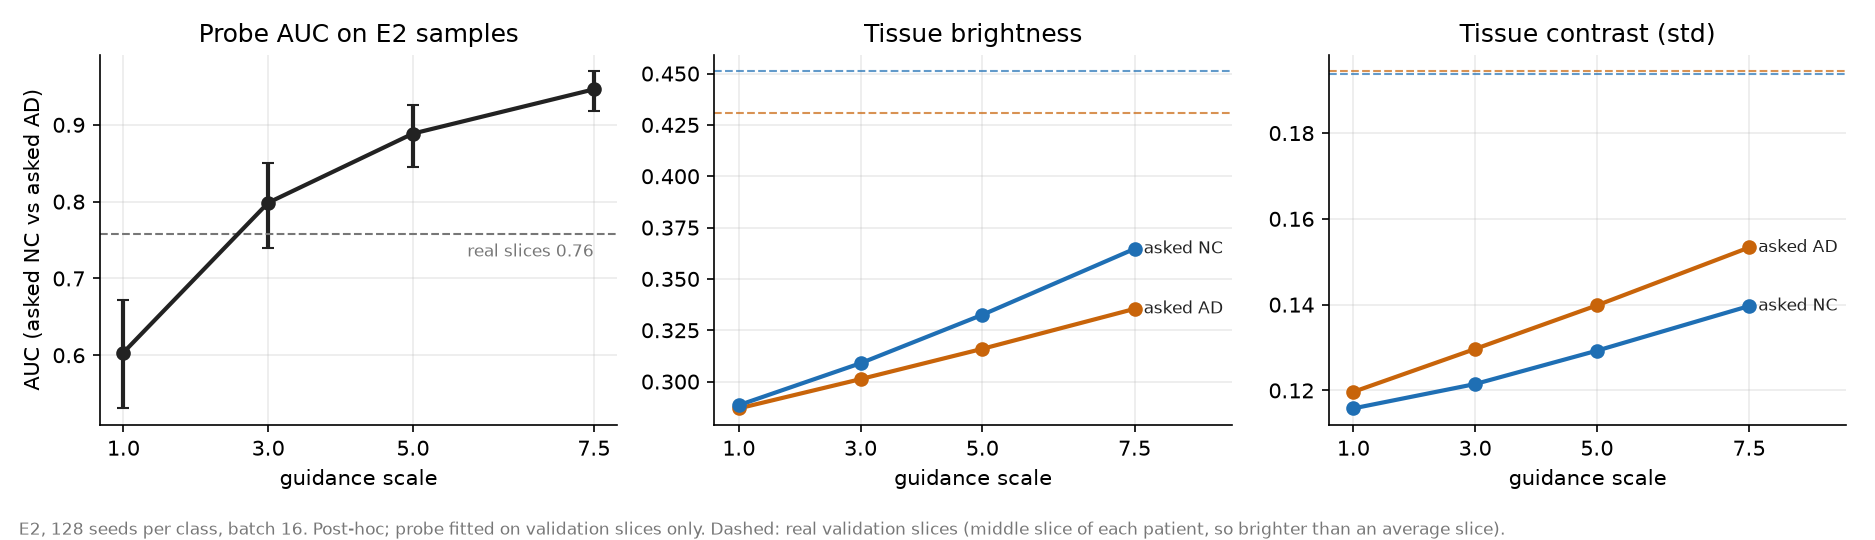 Probe AUC on E2 samples
AUC (asked NC vs asked AD)
0.9
0.8
0.7
0.6
real slices 0.76
1.0 3.0 5.0 7.5
guidance scale
Tissue brightness
0.450
0.425
0.400
0.375
0.350
0.325
0.300
asked NC
asked AD
1.0 3.0 5.0 7.5
guidance scale
Tissue contrast (std)
0.18
0.16
0.14
0.12
asked AD
asked NC
1.0 3.0 5.0 7.5
guidance scale
E2, 128 seeds per class, batch 16. Post-hoc; probe fitted on validation slices only. Dashed: real validation slices (middle slice of each patient, so brighter than an average slice).